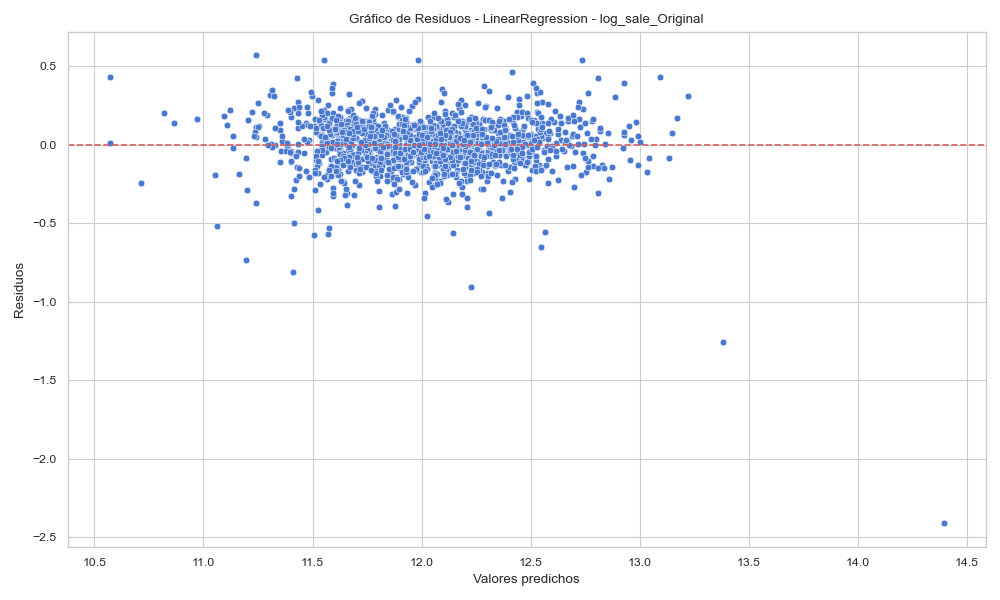 Gráfico de Residuos - LinearRegression - log_sale_Original
Residuos
0.5
0.0
−0.5
−1.0
−1.5
−2.0
−2.5
10.5 11.0 11.5 12.0 12.5 13.0 13.5 14.0 14.5
Valores predichos